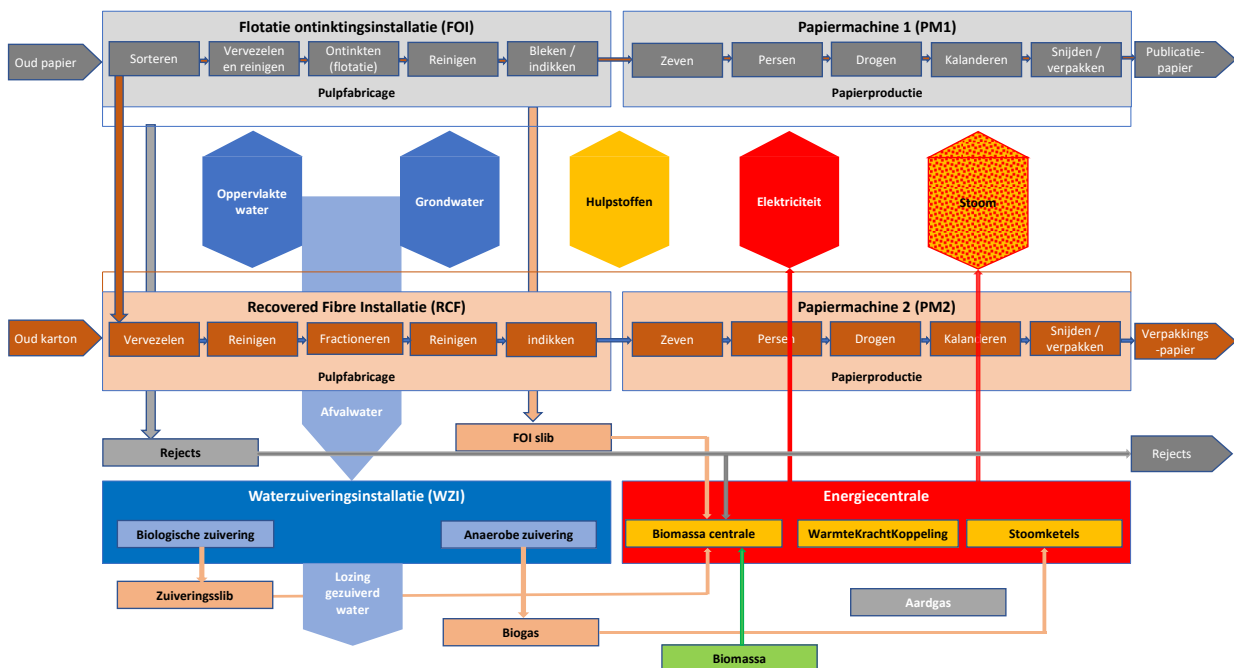 Flotatie ontinktingsinstallatie (FOI)
Papiermachine 1 (PM1)
Oud papier
Sorteren
Vervezelen
en reinigen
Ontinkten
(flotatie)
Reinigen
Bleken /
indikken
Zeven
Persen
Drogen
Kalanderen
Snijden /
verpakken
Publicatie-
papier
Pulpfabricage
Papierproductie
Oppervlakte
water
Grondwater
Hulpstoffen
Elektriciteit
Stoom
Recovered Fibre Installatie (RCF)
Papiermachine 2 (PM2)
Oud karton
Vervezelen
Reinigen
Fractioneren
Reinigen
indikken
Zeven
Persen
Drogen
Kalanderen
Snijden /
verpakken
Verpakkings
-papier
Pulpfabricage
Papierproductie
Afvalwater
FOI slib
Rejects
Rejects
Waterzuiveringsinstallatie (WZI)
Energiecentrale
Biologische zuivering
Anaerobe zuivering
Biomassa centrale
WarmteKrachtKoppeling
Stoomketels
Zuiveringsslib
Lozing
gezuiverd
water
Aardgas
Biogas
Biomassa